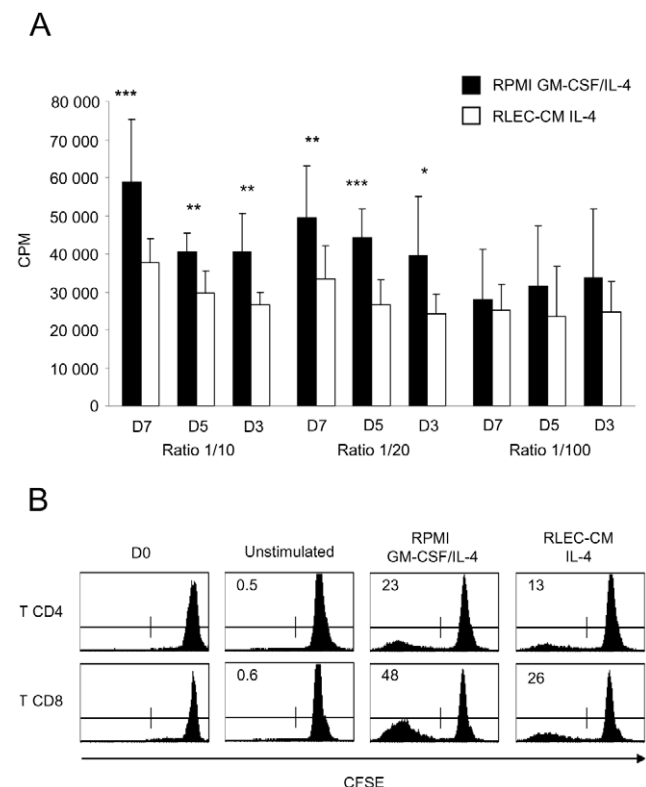 A
RPMI GM-CSF/IL-4
RLEC-CM IL-4
***
**
**
**
***
*
80 000
70 000
60 000
50 000
40 000
30 000
20 000
10 000
0
CPM
D7 D5 D3 D7 D5 D3 D7 D5 D3
Ratio 1/10 Ratio 1/20 Ratio 1/100
B
D0 Unstimulated RPMI GM-CSF/IL-4 RLEC-CM IL-4
T CD4 0.5 23 13
T CD8 0.6 48 26
CFSE